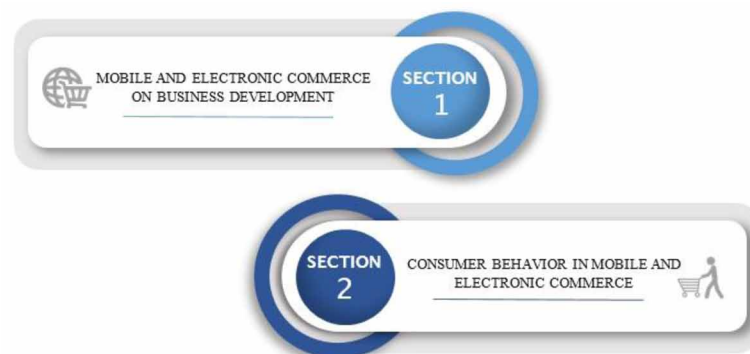 MOBILE AND ELECTRONIC COMMERCE
ON BUSINESS DEVELOPMENT
SECTION
1
SECTION
2
CONSUMER BEHAVIOR IN MOBILE AND
ELECTRONIC COMMERCE